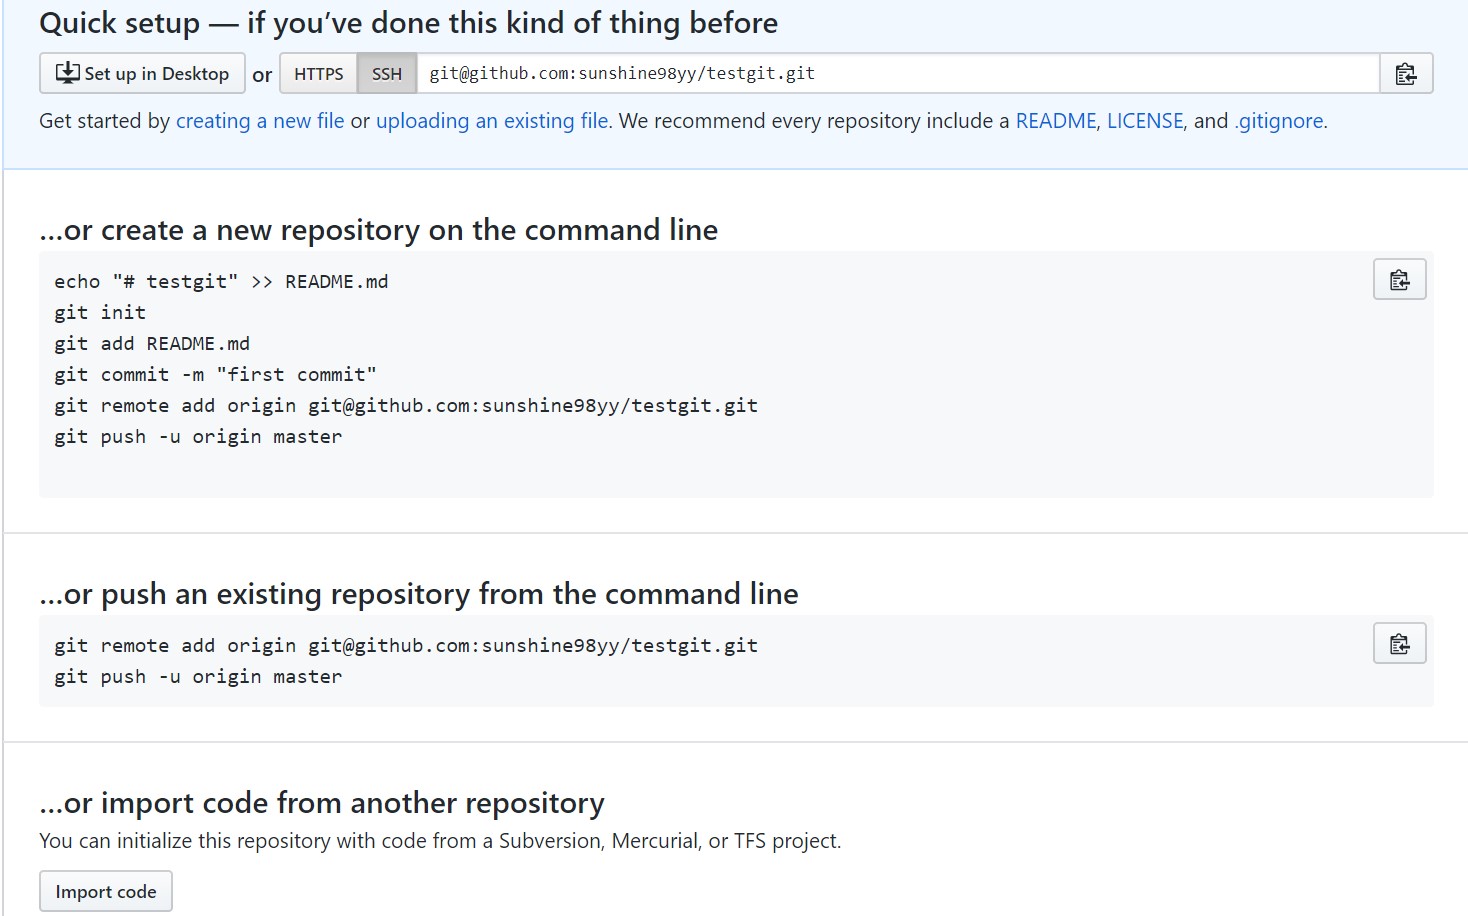 Quick setup — if you’ve done this kind of thing before
Set up in Desktop or HTTPS SSH git@github.com:sunshine98yy/testgit.git
Get started by creating a new file or uploading an existing file. We recommend every repository include a README, LICENSE, and .gitignore.
...or create a new repository on the command line
echo "# testgit" >> README.md
git init
git add README.md
git commit -m "first commit"
git remote add origin git@github.com:sunshine98yy/testgit.git
git push -u origin master
...or push an existing repository from the command line
git remote add origin git@github.com:sunshine98yy/testgit.git
git push -u origin master
...or import code from another repository
You can initialize this repository with code from a Subversion, Mercurial, or TFS project.
Import code